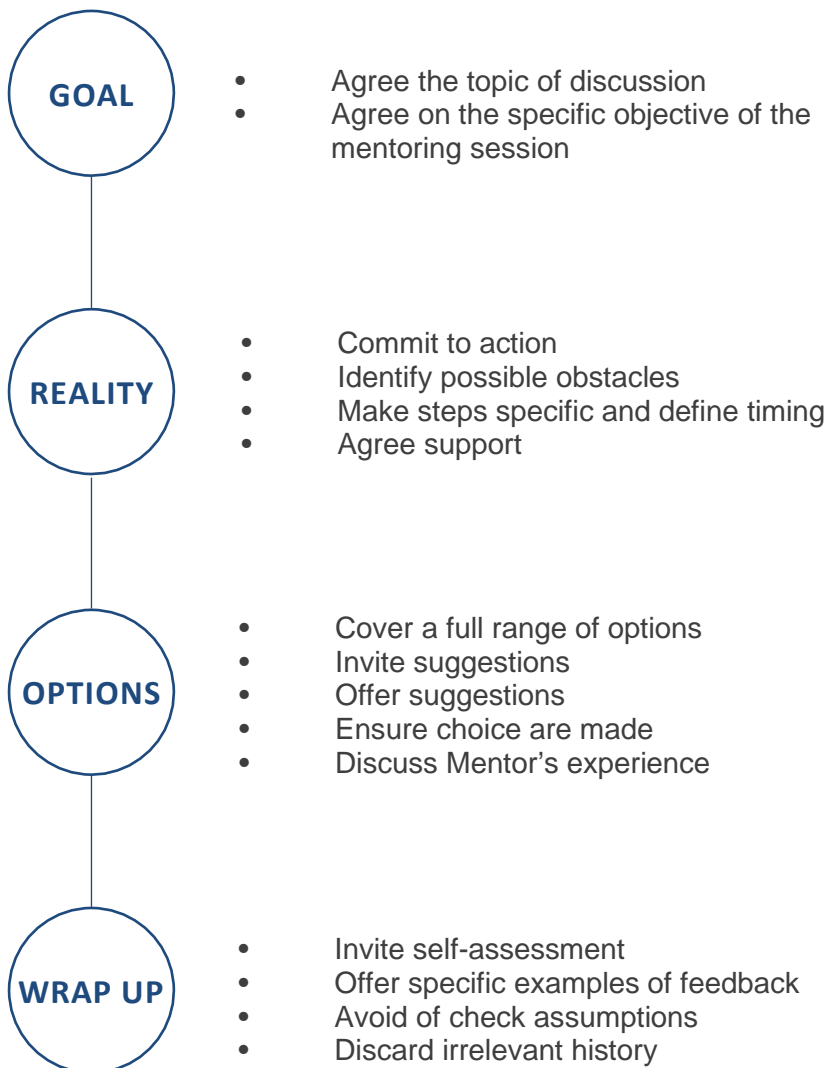 GOAL
• Agree the topic of discussion
• Agree on the specific objective of the
mentoring session
REALITY
• Commit to action
• Identify possible obstacles
• Make steps specific and define timing
• Agree support
OPTIONS
• Cover a full range of options
• Invite suggestions
• Offer suggestions
• Ensure choice are made
• Discuss Mentor’s experience
WRAP UP
• Invite self-assessment
• Offer specific examples of feedback
• Avoid of check assumptions
• Discard irrelevant history